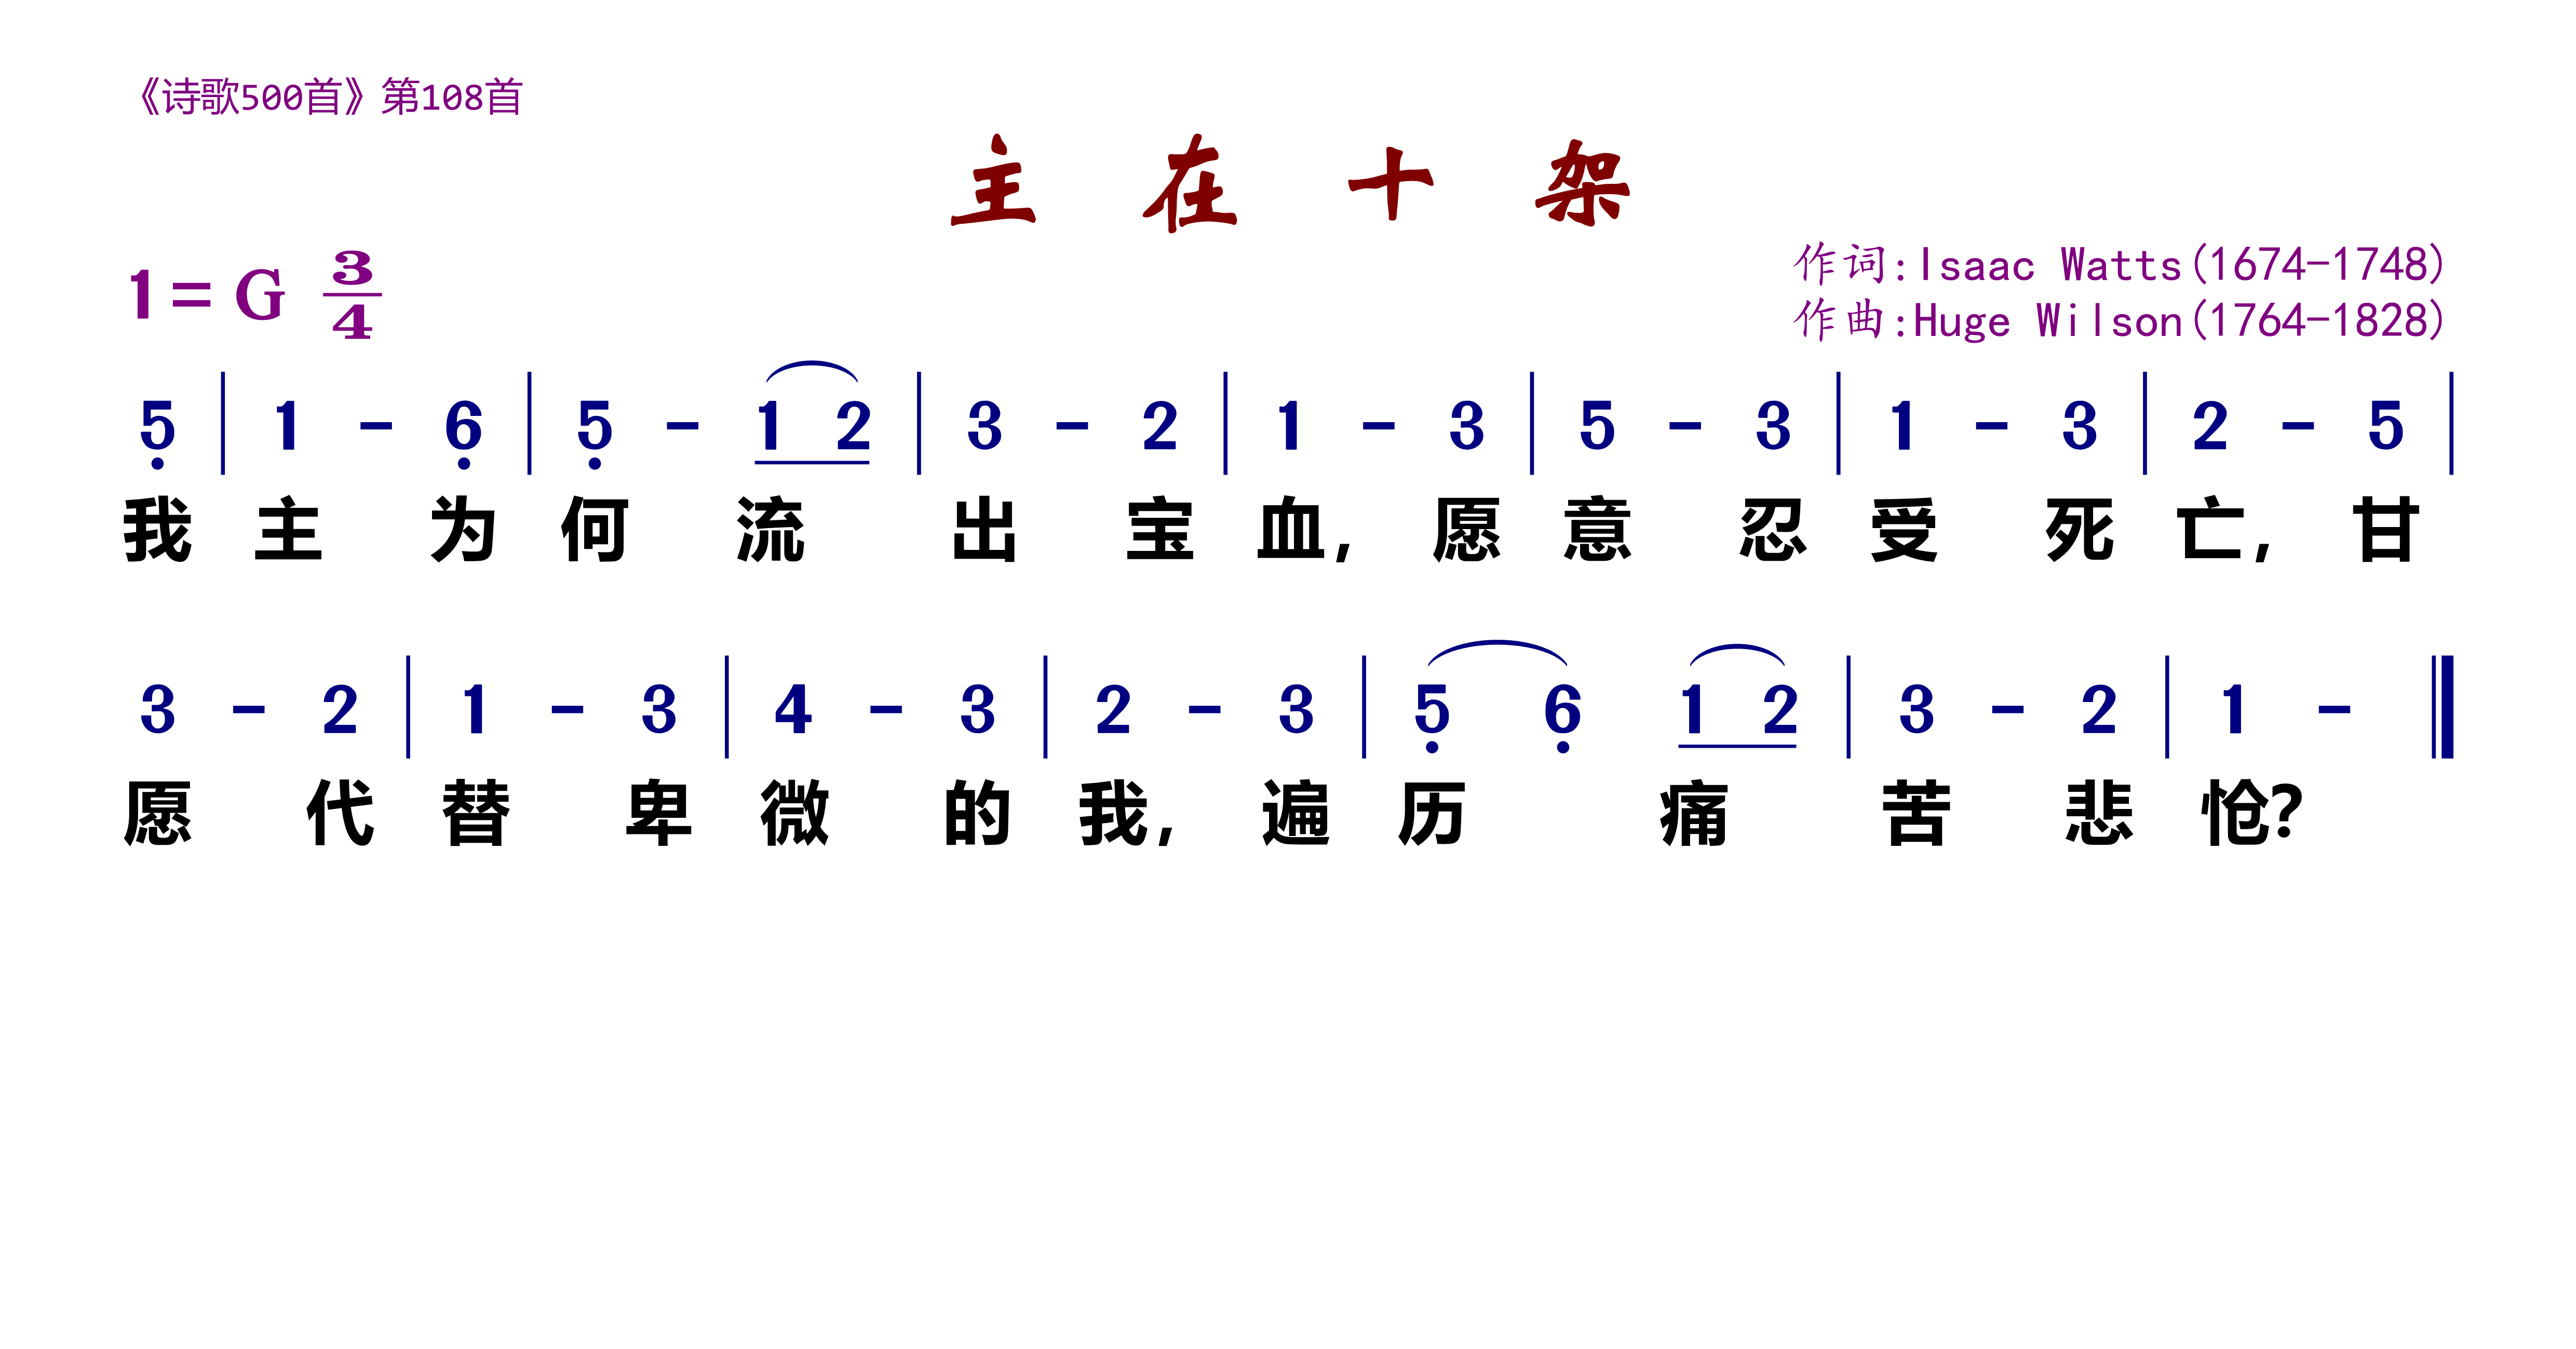 《诗歌500首》第108首
主在十架
1=G 3/4
作词:Isaac Watts(1674-1748)
作曲:Huge Wilson(1764-1828)
5 | 1 - 6 | 5 - 1 2 | 3 - 2 | 1 - 3 | 5 - 3 | 1 - 3 | 2 - 5 |
我主为何流出宝血,愿意忍受死亡,甘
3 - 2 | 1 - 3 | 4 - 3 | 2 - 3 | 5 6 1 2 | 3 - 2 | 1 - ‖
愿代替卑微的我,遍历痛苦悲怆?